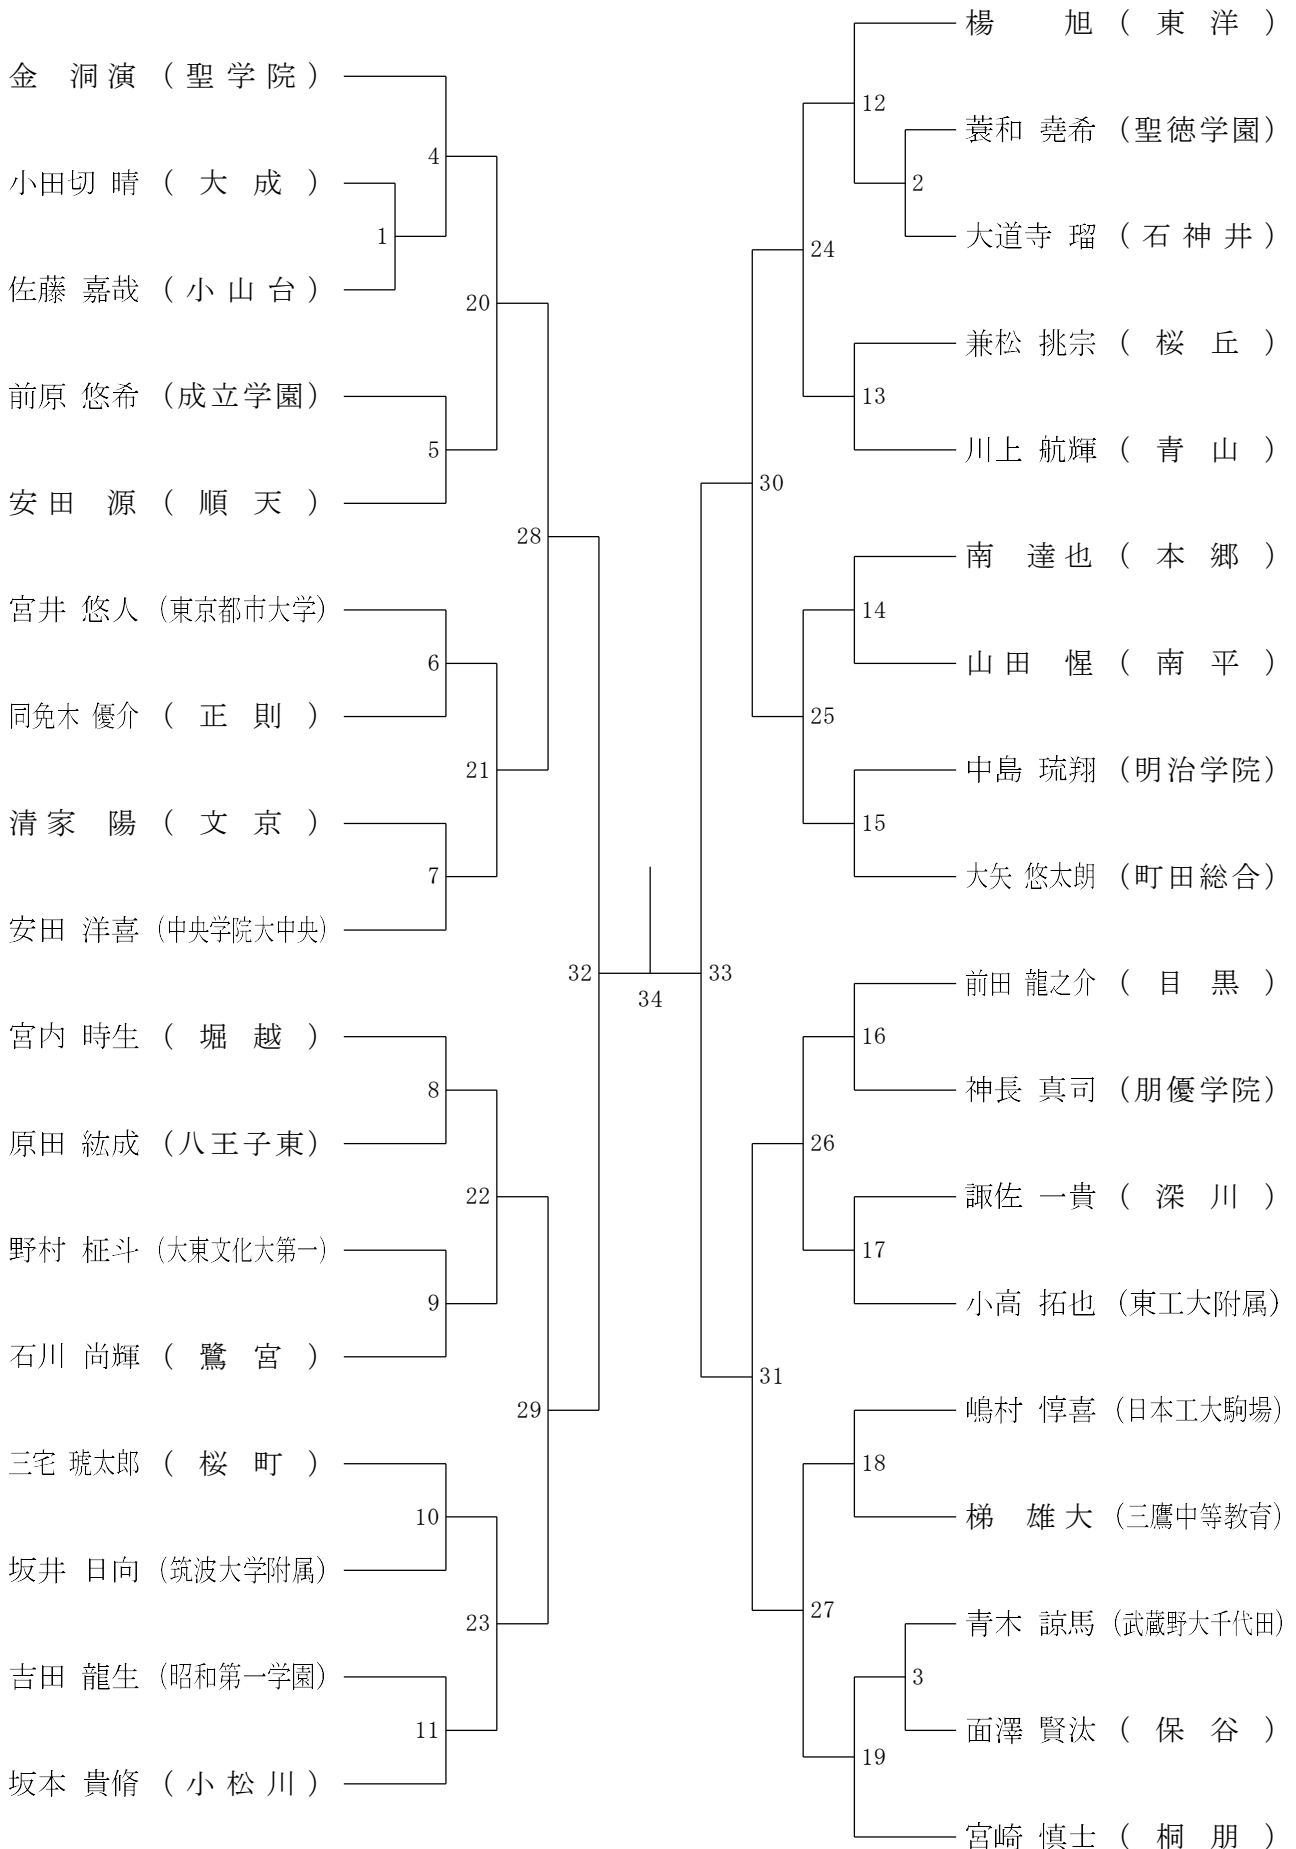 金 洞演 (聖学院)
4
小田切 晴 (大成)
1
佐藤 嘉哉 (小山台)
20
前原 悠希 (成立学園)
5
安田 源 (順天)
28
宮井 悠人 (東京都市大学)
6
同免木 優介 (正則)
21
清家 陽 (文京)
7
安田 洋喜 (中央学院大中央)
32
宮内 時生 (堀越)
8
原田 紘成 (八王子東)
22
野村 柾斗 (大東文化大第一)
9
石川 尚輝 (鷺宮)
29
三宅 琥太郎 (桜町)
10
坂井 日向 (筑波大学附属)
23
吉田 龍生 (昭和第一学園)
11
坂本 貴脩 (小松川)
34
楊 旭 (東洋)
12
蓑和 堯希 (聖徳学園)
2
大道寺 瑠 (石神井)
24
兼松 挑宗 (桜丘)
13
川上 航輝 (青山)
30
南 達也 (本郷)
14
山田 惺 (南平)
25
中島 琉翔 (明治学院)
15
大矢 悠太朗 (町田総合)
33
前田 龍之介 (目黒)
16
神長 真司 (朋優学院)
26
諏佐 一貴 (深川)
17
小高 拓也 (東工大附属)
31
嶋村 惇喜 (日本工大駒場)
18
梯 雄大 (三鷹中等教育)
27
青木 諒馬 (武蔵野大千代田)
3
面澤 賢汰 (保谷)
19
宮崎 慎士 (桐朋)